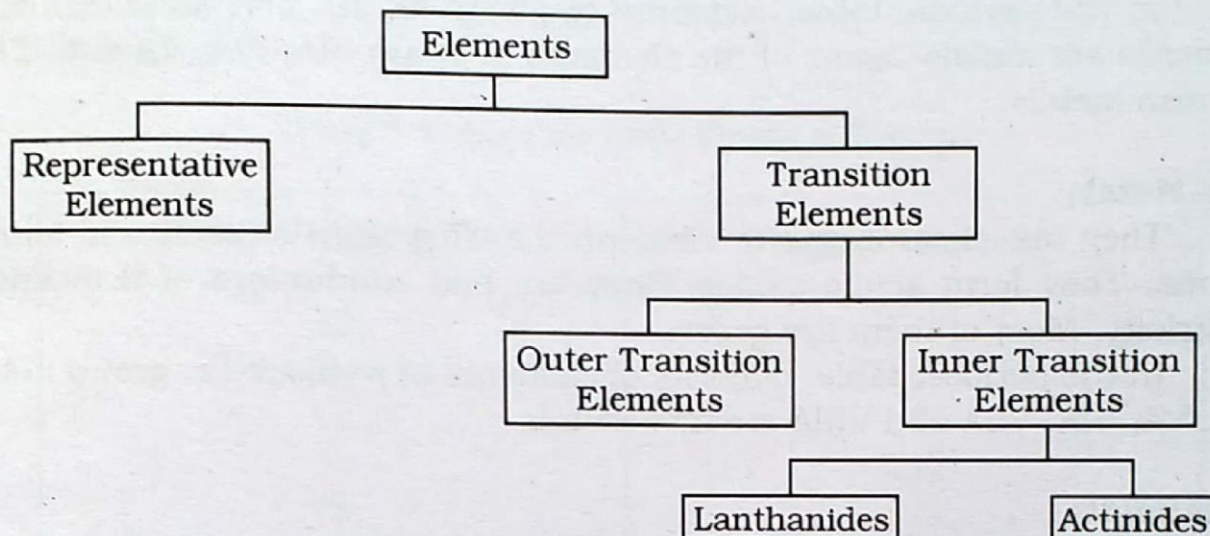 Elements
Representative
Elements
Transition
Elements
Outer Transition
Elements
Inner Transition
Elements
Lanthanides
Actinides